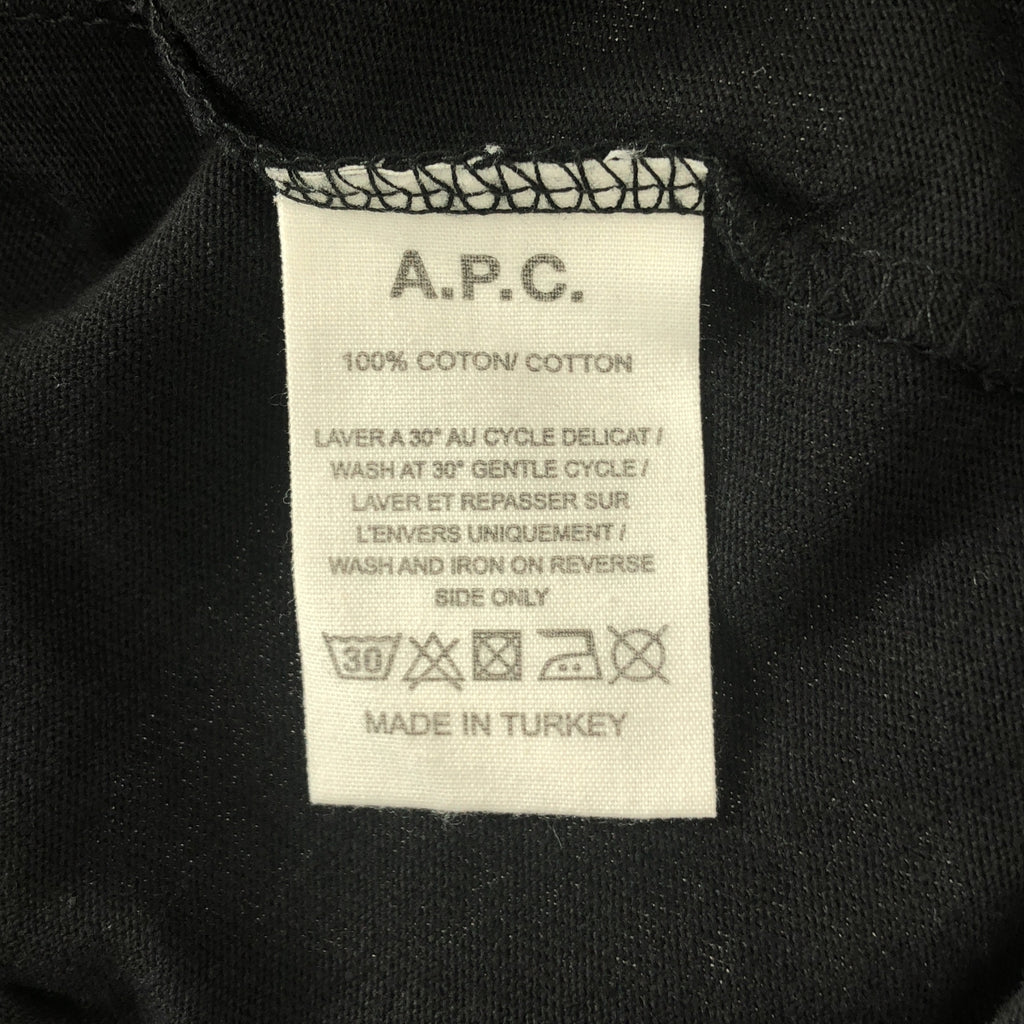 A.P.C.
100% COTON/ COTTON
LAVER A 30° AU CYCLE DELICAT /
WASH AT 30° GENTLE CYCLE /
LAVER ET REPASSER SUR
L'ENVERS UNIQUEMENT /
WASH AND IRON ON REVERSE
SIDE ONLY
30
MADE IN TURKEY